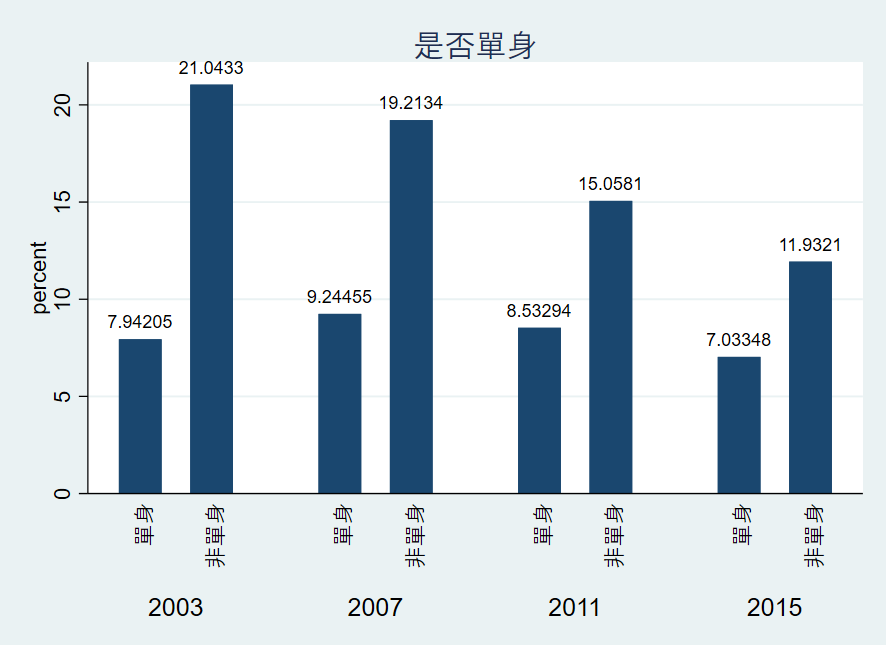 是否單身
percent
20
15
10
5
0
7.94205
21.0433
9.24455
19.2134
8.53294
15.0581
7.03348
11.9321
單身
非單身
單身
非單身
單身
非單身
單身
非單身
2003
2007
2011
2015